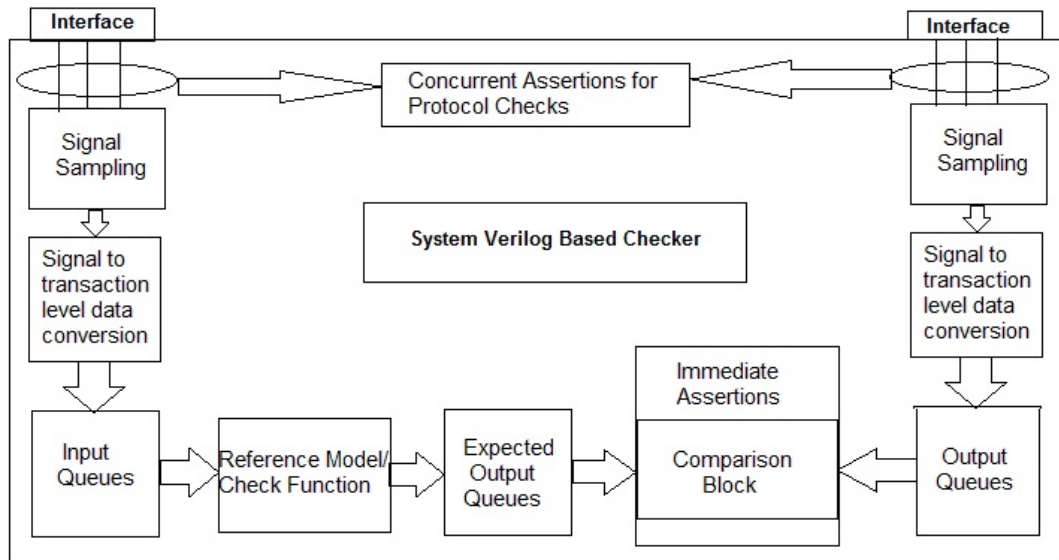 Interface
Interface
Concurrent Assertions for
Protocol Checks
Signal
Sampling
Signal
Sampling
System Verilog Based Checker
Signal to
transaction
level data
conversion
Signal to
transaction
level data
conversion
Immediate
Assertions
Input
Queues
Reference Model/
Check Function
Expected
Output
Queues
Comparison
Block
Output
Queues